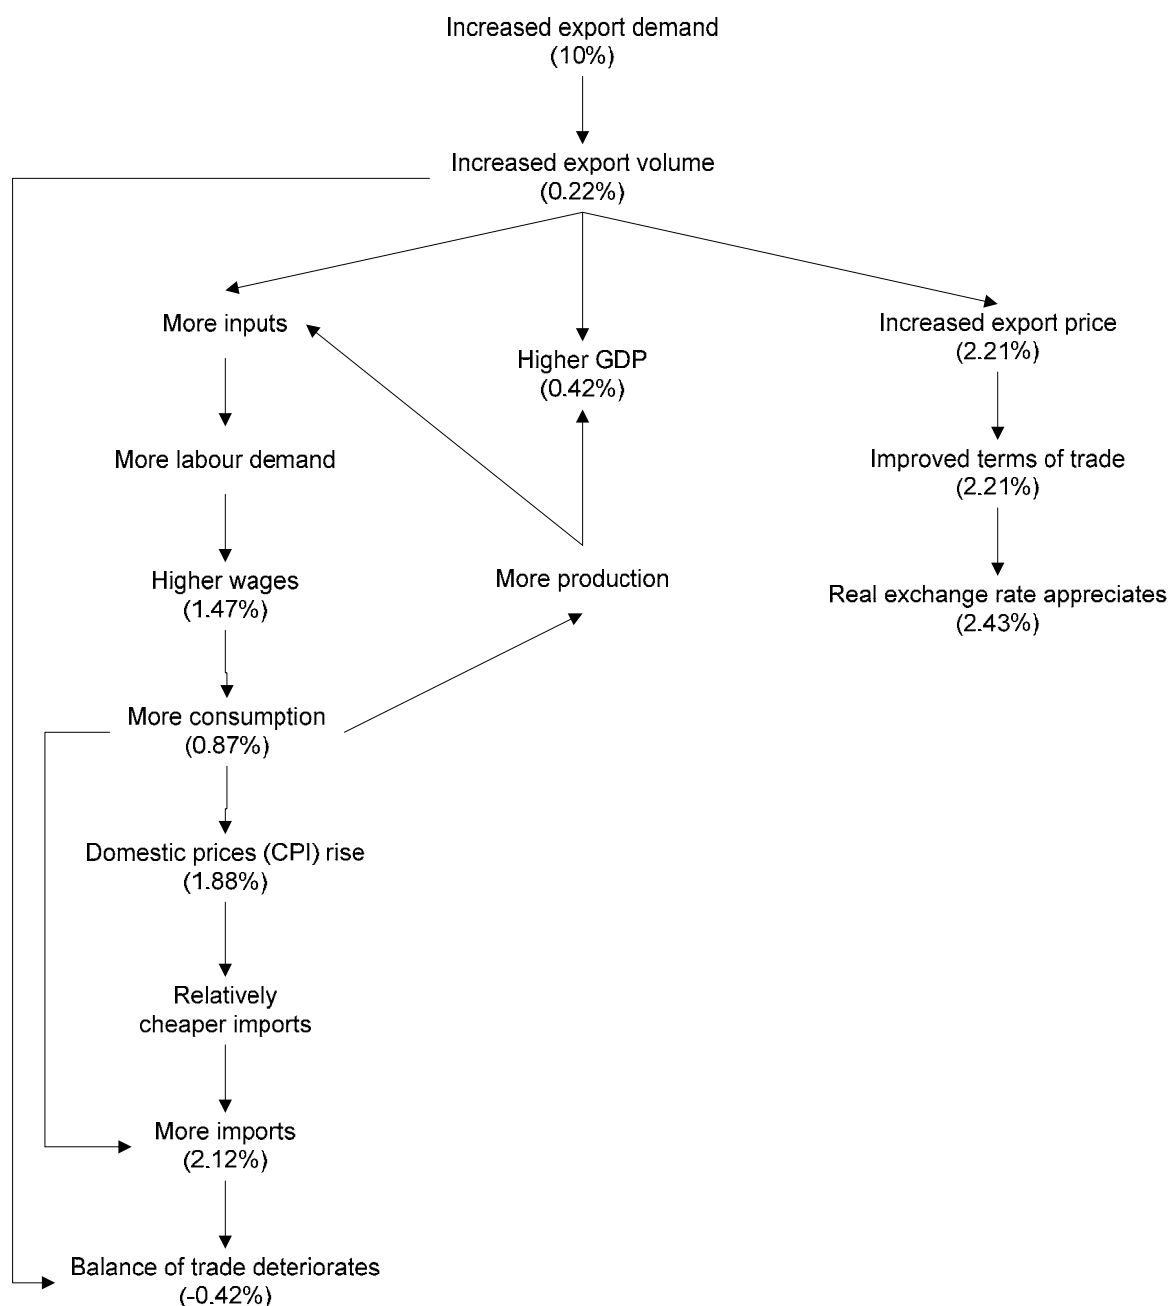 Increased export demand
(10%)
Increased export volume
(0.22%)
More inputs
Higher GDP
(0.42%)
Increased export price
(2.21%)
More labour demand
Improved terms of trade
(2.21%)
Higher wages
(1.47%)
More production
Real exchange rate appreciates
(2.43%)
More consumption
(0.87%)
Domestic prices (CPI) rise
(1.88%)
Relatively
cheaper imports
More imports
(2.12%)
Balance of trade deteriorates
(-0.42%)